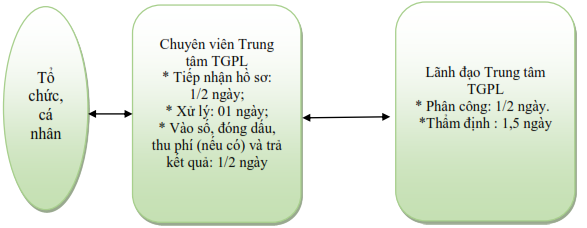 Tổ
chức,
cá
nhân
Chuyên viên Trung
tâm TGPL
* Tiếp nhận hồ sơ:
1/2 ngày;
* Xử lý: 01 ngày;
* Vào sổ, đóng dấu,
thu phí (nếu có) và trả
kết quả: 1/2 ngày
Lãnh đạo Trung tâm
TGPL
* Phân công: 1/2 ngày.
*Thẩm định : 1,5 ngày